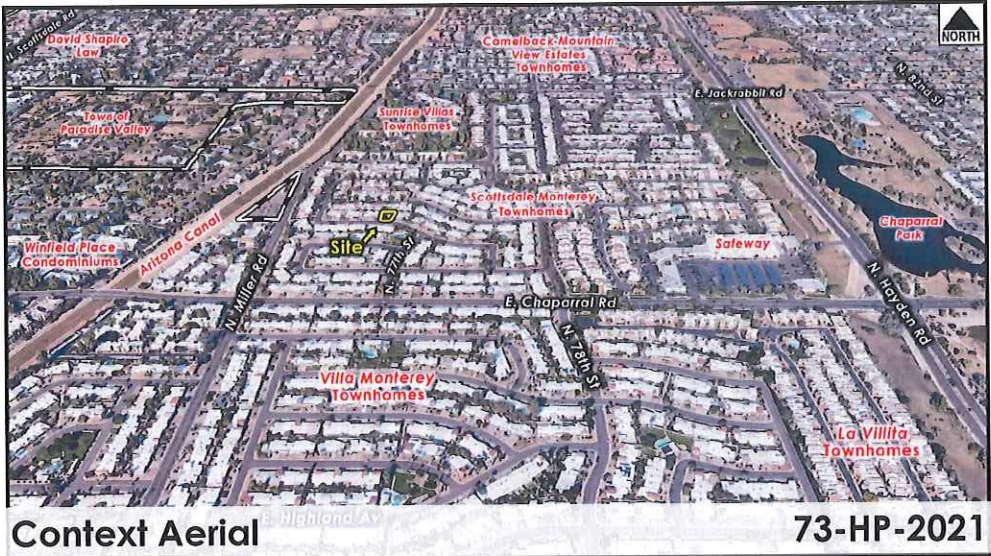 N. Scottsdale Rd
David Shapiro
Law
Camelback Mountain
View Estates
Townhomes
NORTH
N. 82nd St
E. Jackrabbit Rd
Town of
Paradise Valley
Sunrise Villas
Townhomes
Scottsdale Monterey
Townhomes
Chaparral
Park
Site
Safeway
Winfield Place
Condominiums
Arizona Canal
N. Miller Rd
N. 77th St
E. Chaparral Rd
N. Hayden Rd
N. 78th St
Villa Monterey
Townhomes
La Villita
Townhomes
E. Highland Av
Context Aerial
73-HP-2021